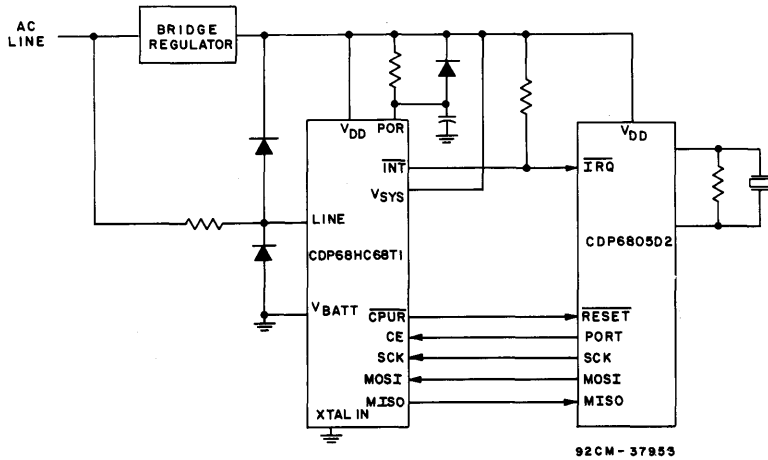 AC
LINE
BRIDGE
REGULATOR
VDD
POR
INT
VSYS
LINE
CDP68HC68T1
VBATT
CPUR
CE
SCK
MOSI
MISO
XTAL IN
VDD
IRQ
CDP6805D2
RESET
PORT
SCK
MOSI
MISO
92CM-37953